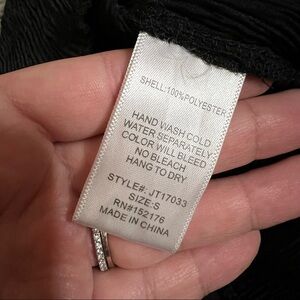 SHELL:100%POLYESTER
HAND WASH COLD
WATER SEPARATELY
COLOR WILL BLEED
NO BLEACH
HANG TO DRY
STYLE#: JT17033
SIZE:S
RN#152176
MADE IN CHINA